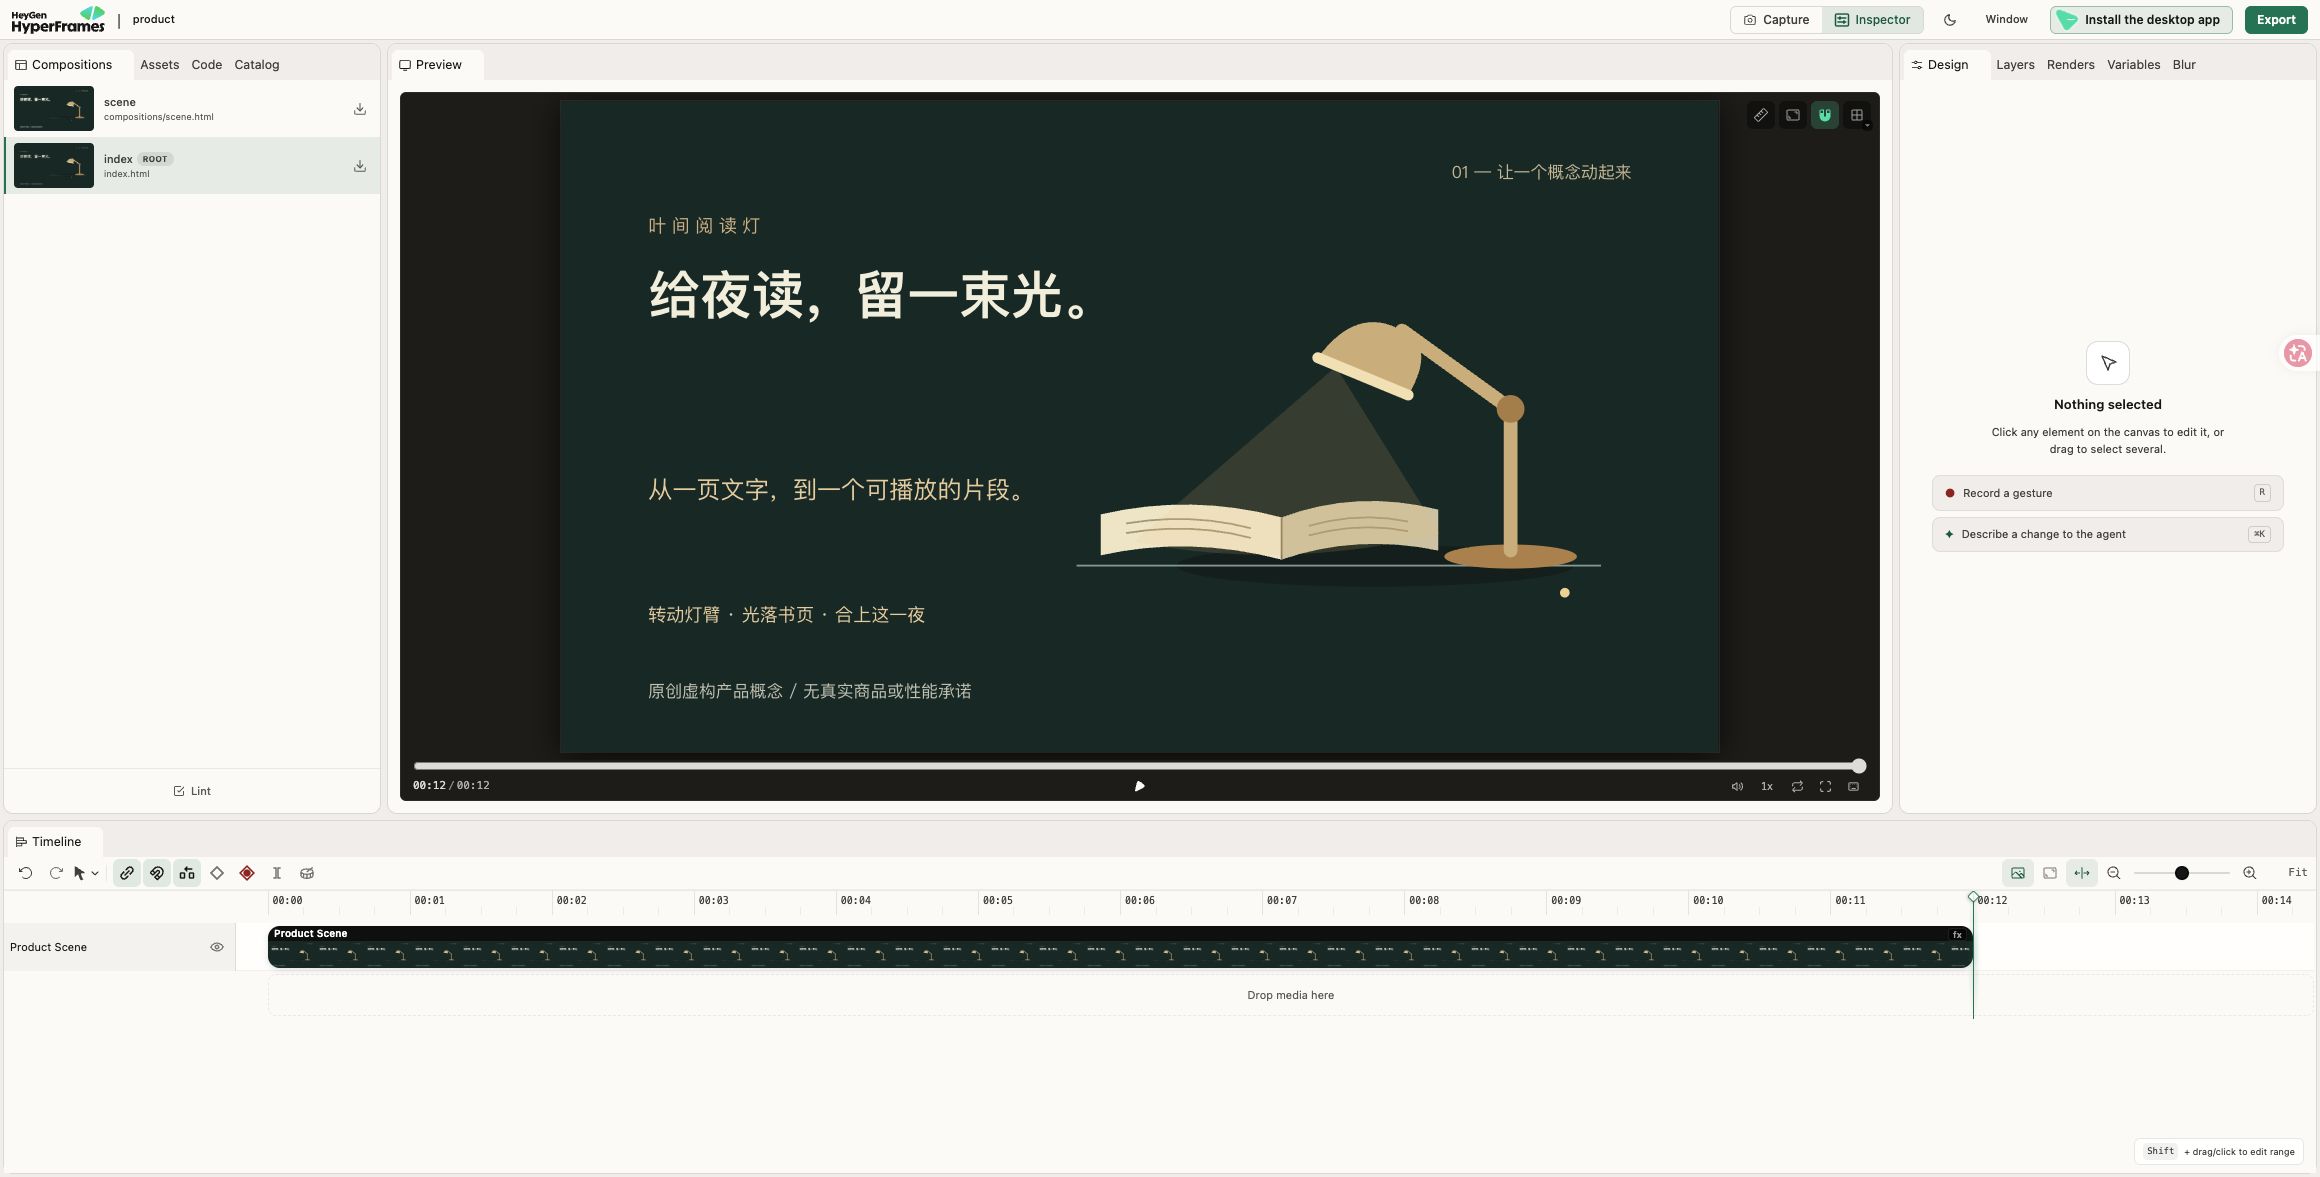 HeyGen
HyperFrames
product
Capture
Inspector
Window
Install the desktop app
Export
Compositions
Assets
Code
Catalog
scene
compositions/scene.html
index ROOT
index.html
Lint
Preview
01 — 让一个概念动起来
叶间阅读灯
给夜读，留一束光。
从一页文字，到一个可播放的片段。
转动灯臂 · 光落书页 · 合上这一夜
原创虚构产品概念 / 无真实商品或性能承诺
00:12/00:12
1x
Design
Layers
Renders
Variables
Blur
Nothing selected
Click any element on the canvas to edit it, or
drag to select several.
Record a gesture R
Describe a change to the agent ⌘K
Timeline
Fit
00:00 00:01 00:02 00:03 00:04 00:05 00:06 00:07 00:08 00:09 00:10 00:11 00:12 00:13 00:14
Product Scene
Product Scene
fx
Drop media here
Shift + drag/click to edit range